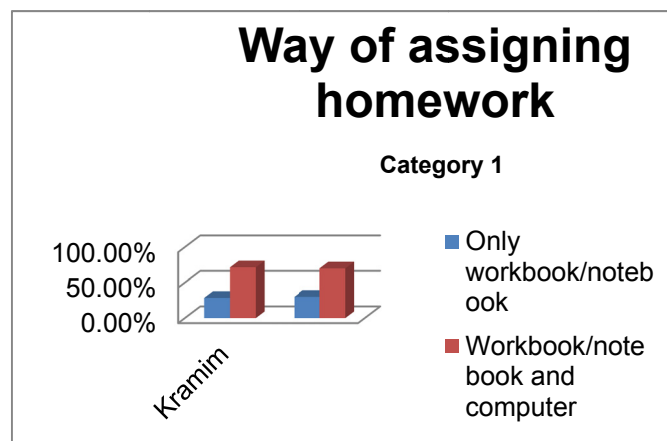 Way of assigning
homework
Category 1
100.00%
50.00%
0.00%
Kramim
Only
workbook/noteb
ook
Workbook/note
book and
computer